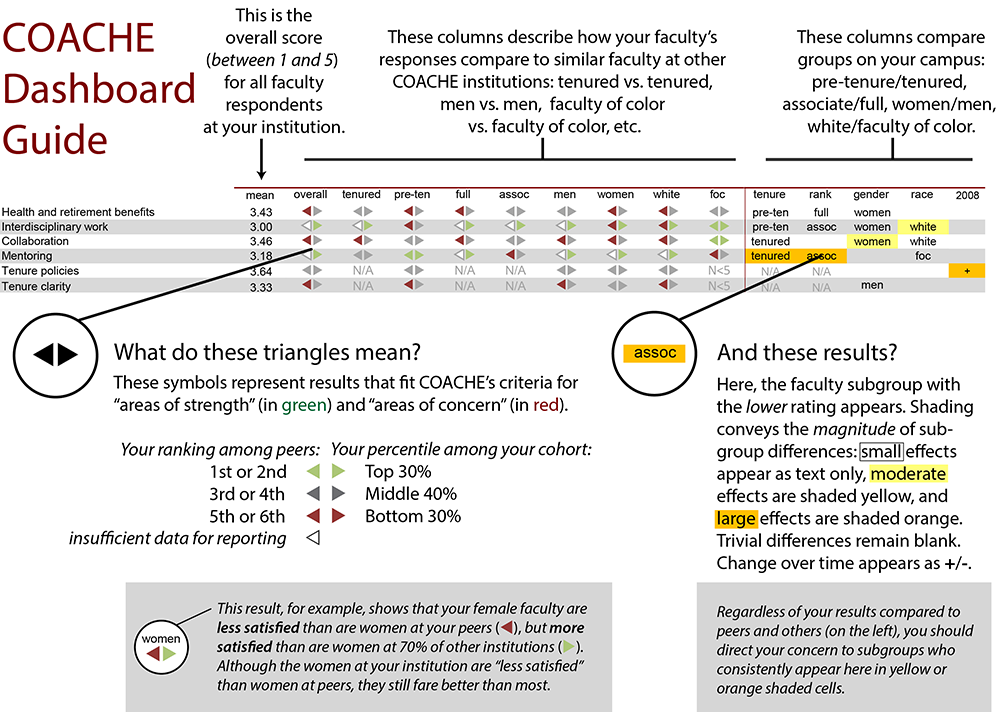 COACHE
Dashboard
Guide
This is the
overall score
(between 1 and 5)
for all faculty
respondents
at your institution.
These columns describe how your faculty's
responses compare to similar faculty at other
COACHE institutions: tenured vs. tenured,
men vs. men, faculty of color
vs. faculty of color, etc.
These columns compare
groups on your campus:
pre-tenure/tenured,
associate/full, women/men,
white/faculty of color.
mean overall tenured pre-ten full assoc men women white foc tenure rank gender race 2008
Health and retirement benefits 3.43 pre-ten full women
Interdisciplinary work 3.00 pre-ten assoc women white
Collaboration 3.46 tenured women white
Mentoring 3.18 tenured assoc foc
Tenure policies 3.64 N/A N/A N/A N<5 N/A N/A +
Tenure clarity 3.33 N/A N/A N/A N<5 N/A N/A men
What do these triangles mean?
These symbols represent results that fit COACHE's criteria for
"areas of strength" (in green) and "areas of concern" (in red).
Your ranking among peers: Your percentile among your cohort:
1st or 2nd Top 30%
3rd or 4th Middle 40%
5th or 6th Bottom 30%
insufficient data for reporting
assoc
And these results?
Here, the faculty subgroup with
the lower rating appears. Shading
conveys the magnitude of sub-
group differences: small effects
appear as text only, moderate
effects are shaded yellow, and
large effects are shaded orange.
Trivial differences remain blank.
Change over time appears as +/-.
women
This result, for example, shows that your female faculty are
less satisfied than are women at your peers (◀), but more
satisfied than are women at 70% of other institutions (▶).
Although the women at your institution are "less satisfied"
than women at peers, they still fare better than most.
Regardless of your results compared to
peers and others (on the left), you should
direct your concern to subgroups who
consistently appear here in yellow or
orange shaded cells.